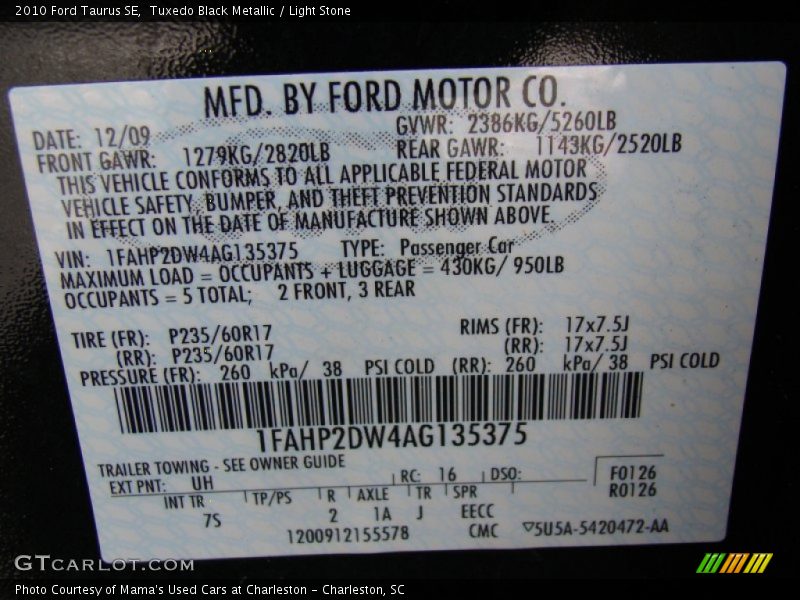 2010 Ford Taurus SE,  Tuxedo Black Metallic / Light Stone
MFD. BY FORD MOTOR CO.
DATE: 12/09 GVWR: 2386KG/5260LB
FRONT GAWR: 1279KG/2820LB REAR GAWR: 1143KG/2520LB
THIS VEHICLE CONFORMS TO ALL APPLICABLE FEDERAL MOTOR
VEHICLE SAFETY, BUMPER, AND THEFT PREVENTION STANDARDS
IN EFFECT ON THE DATE OF MANUFACTURE SHOWN ABOVE.
VIN: 1FAHP2DW4AG135375 TYPE: Passenger Car
MAXIMUM LOAD = OCCUPANTS + LUGGAGE = 430KG/ 950LB
OCCUPANTS = 5 TOTAL; 2 FRONT, 3 REAR
TIRE (FR): P235/60R17 RIMS (FR): 17x7.5J
(RR): P235/60R17 (RR): 17x7.5J
PRESSURE (FR): 260 kPa/ 38 PSI COLD (RR): 260 kPa/ 38 PSI COLD
1FAHP2DW4AG135375
TRAILER TOWING - SEE OWNER GUIDE
EXT PNT: UH RC: 16 DSO: F0126
R0126
INT TR TP/PS R AXLE TR SPR
7S 2 1A J EECC
1200912155578 CMC ▽5U5A-5420472-AA
GTCARLOT.COM
Photo Courtesy of Mama's Used Cars at Charleston - Charleston, SC